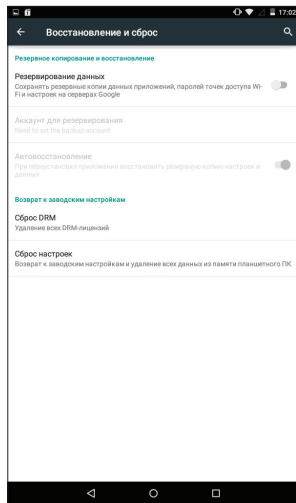 17:02
Восстановление и сброс
Резервное копирование и восстановление
Резервирование данных
Сохранять резервные копии данных приложений, паролей точек доступа Wi-
Fi и настроек на серверах Google
Аккаунт для резервирования
Need to set the backup account
Автовосстановление
При переустановке приложения восстановить резервную копию настроек и
данных
Возврат к заводским настройкам
Сброс DRM
Удаление всех DRM-лицензий
Сброс настроек
Возврат к заводским настройкам и удаление всех данных из памяти планшетного ПК